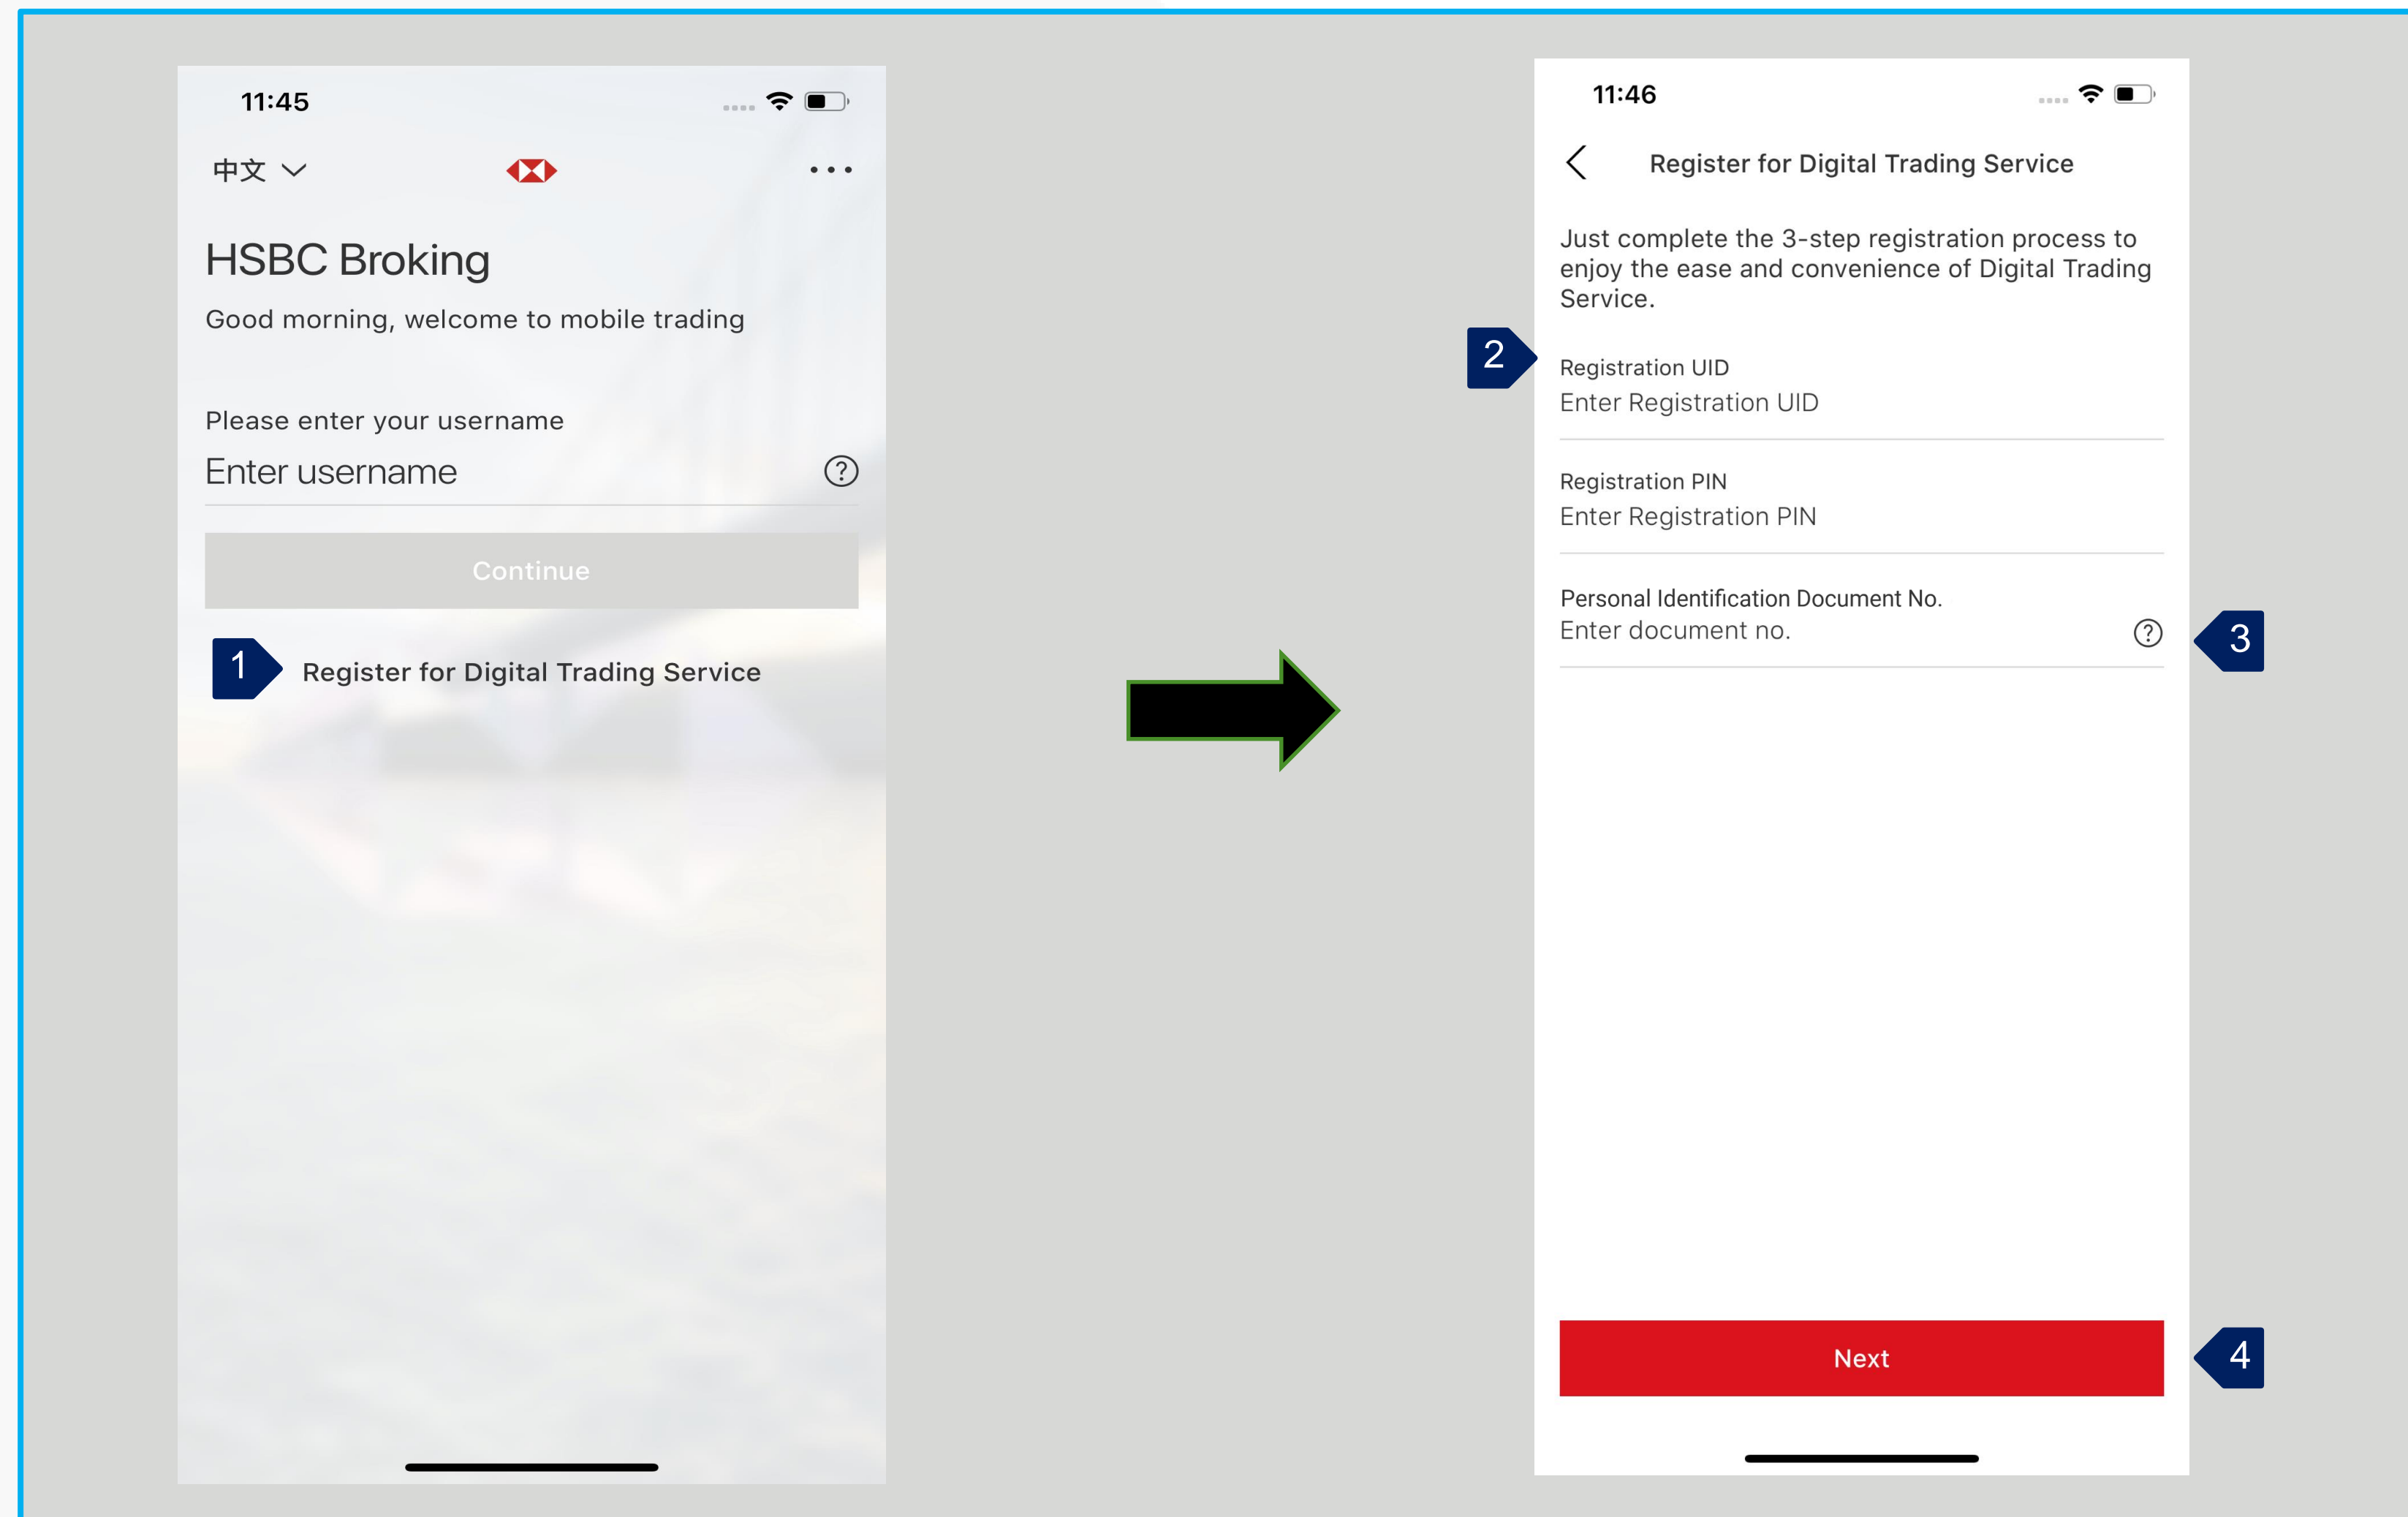 11:45
中文
HSBC Broking
Good morning, welcome to mobile trading
Please enter your username
Enter username
?
Continue
1
Register for Digital Trading Service
11:46
Register for Digital Trading Service
Just complete the 3-step registration process to
enjoy the ease and convenience of Digital Trading
Service.
2
Registration UID
Enter Registration UID
Registration PIN
Enter Registration PIN
Personal Identification Document No.
Enter document no.
?
3
Next
4